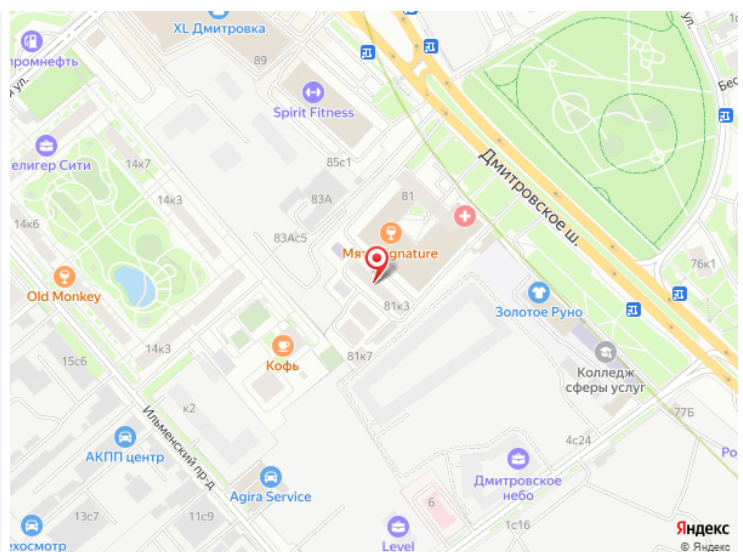 XL Дмитровка
89
промнефть
Spirit Fitness
Бес
85с1
елигер Сити
14к7
83А
81
Дмитровское ш.
14к3
14к6
83Ас5
76к1
Old Monkey
81к3
Золотое Руно
15с6
14к3
81к7
Кофь
Колледж
сферы услуг
к2
77Б
4с24
АКПП центр
Ильменский пр-д
Дмитровское
небо
Agira Service
6
13с7
11с9
1с16
ехосмотр
Level
Яндекс
© Яндекс